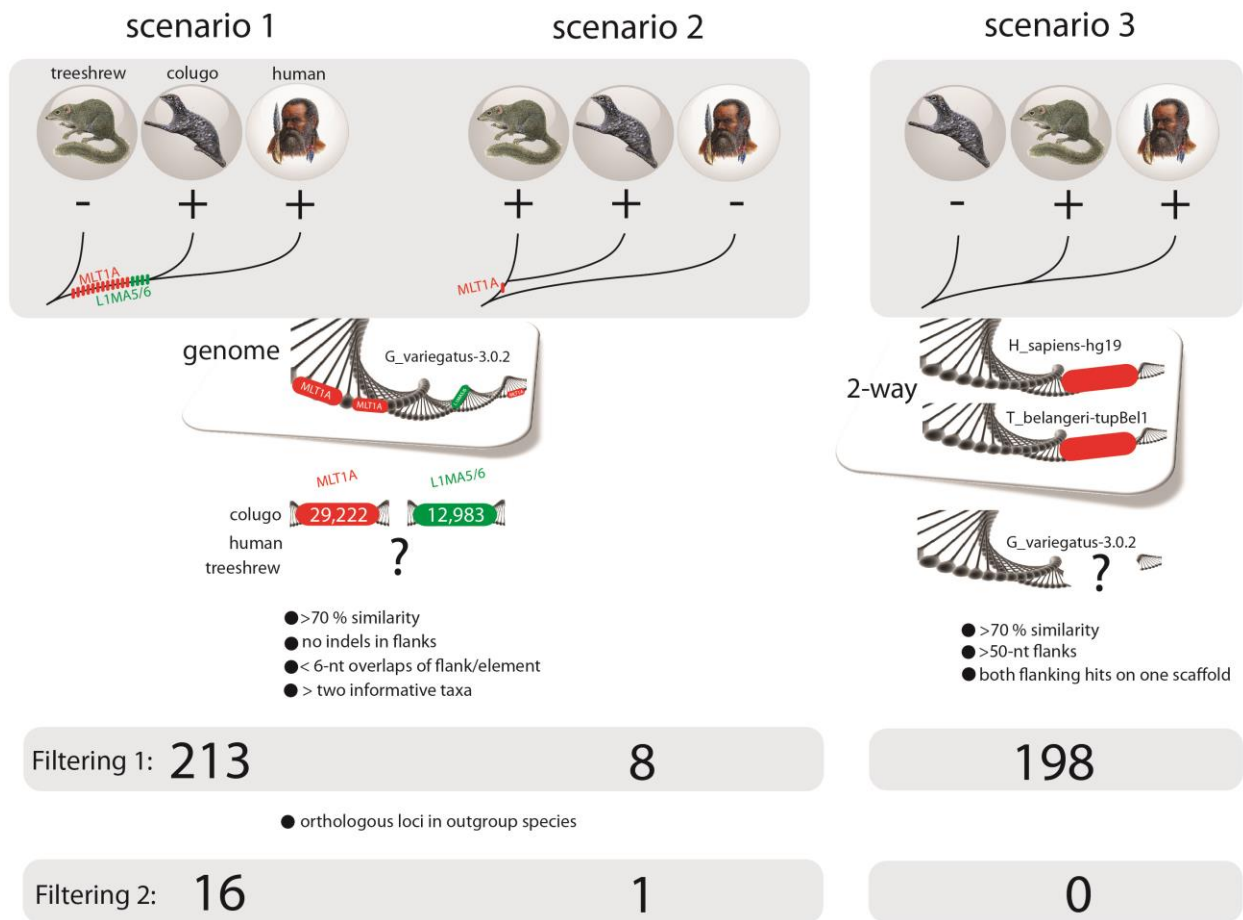 scenario 1
scenario 2
scenario 3
treeshrew
colugo
human
- + +
+ + -
- + +
MLT1A
L1MA5/6
MLT1A
genome
G_variegatus-3.0.2
MLT1A
MLT1A
2-way
H_sapiens-hg19
T_belangeri-tupBel1
MLT1A
L1MA5/6
colugo
29,222
12,983
human
treeshrew
?
G_variegatus-3.0.2
?
●>70 % similarity
●no indels in flanks
●< 6-nt overlaps of flank/element
●> two informative taxa
●>70 % similarity
●>50-nt flanks
●both flanking hits on one scaffold
Filtering 1: 213
8
198
● orthologous loci in outgroup species
Filtering 2: 16
1
0